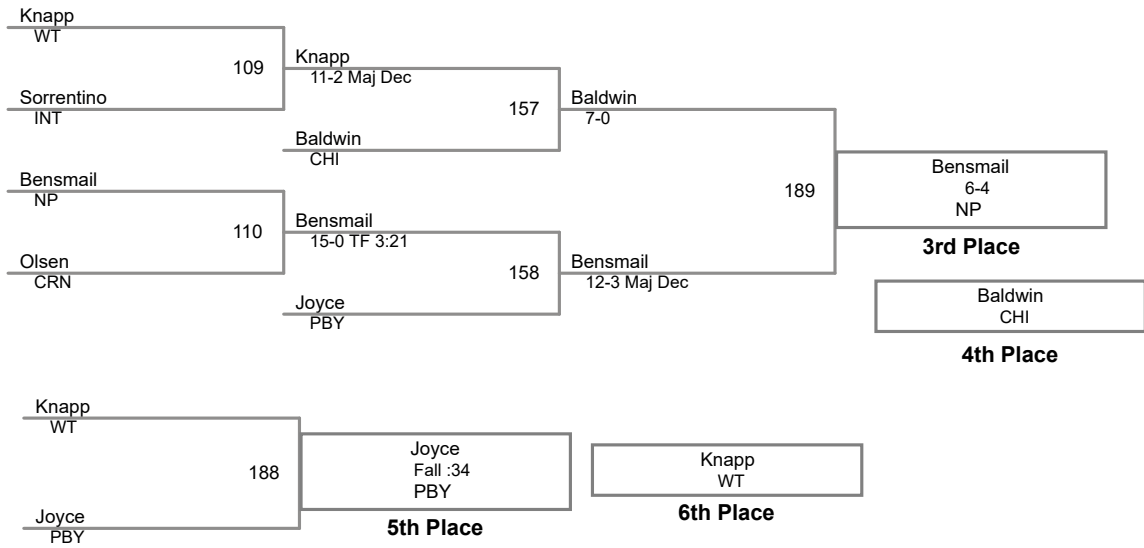 Knapp
WT
109
Sorrentino
INT
Knapp
11-2 Maj Dec
157
Baldwin
CHI
Baldwin
7-0
Bensmail
NP
110
Olsen
CRN
Bensmail
15-0 TF 3:21
158
Joyce
PBY
Bensmail
12-3 Maj Dec
189
Bensmail
6-4
NP
3rd Place
Baldwin
CHI
4th Place
Knapp
WT
188
Joyce
PBY
Joyce
Fall :34
PBY
5th Place
Knapp
WT
6th Place